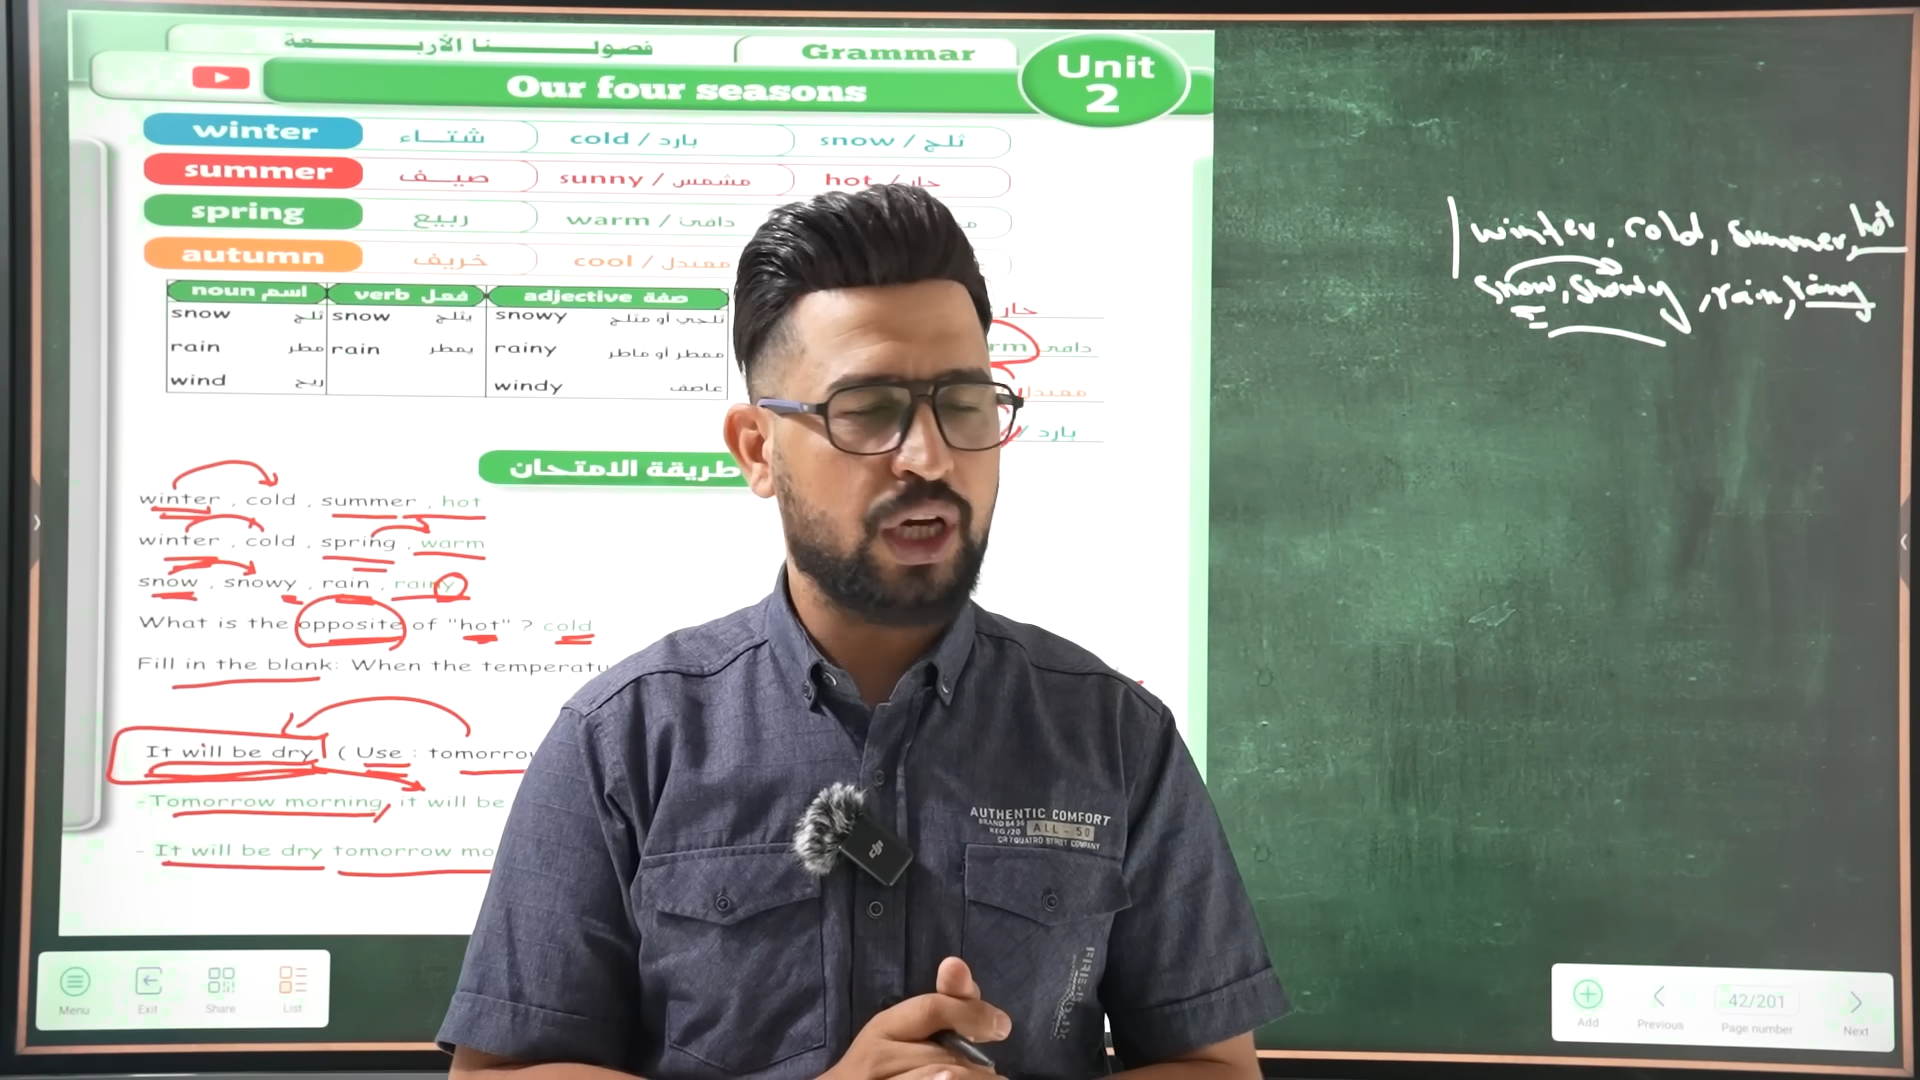 فصولنا الأربعة
Grammar
Unit 2
Our four seasons
winter شتاء cold / بارد snow / ثلج
summer صيف sunny / مشمس hot / حار
spring ربيع warm / دافئ
autumn خريف cool / معتدل
noun اسم verb فعل adjective صفة
snow ثلج snow يثلج snowy ثلجي أو مثلج
rain مطر rain يمطر rainy ممطر أو ماطر
wind ريح windy عاصف
حار
دافئ
معتدل
بارد /
طريقة الامتحان
winter , cold , summer , hot
winter , cold , spring , warm
snow , snowy , rain , rainy
What is the opposite of "hot" ? cold
Fill in the blank: When the
It will be dry ( Use :
-Tomorrow morning, it will be
- It will be dry tomorrow
winter, cold, summer, hot
snow, snowy, rain, rainy
AUTHENTIC COMFORT
BRAND
ALL - 50
Menu Exit Share List
Add Previous 42/201 Page number Next